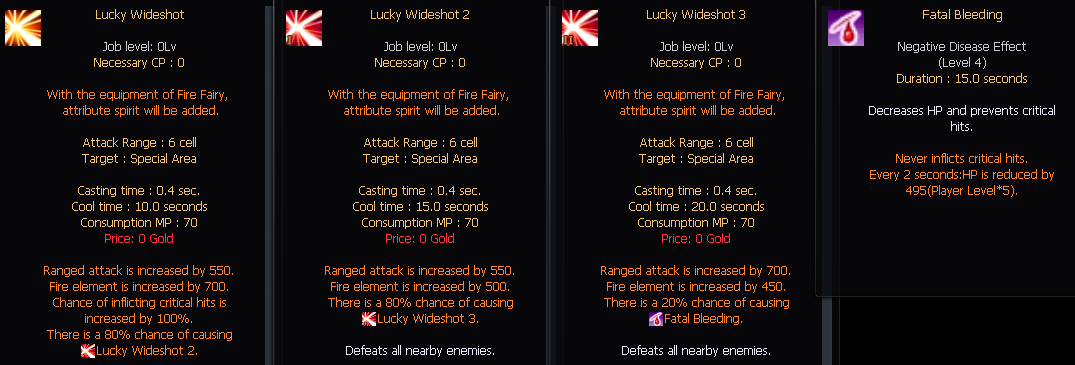 Lucky Wideshot
Job level: 0Lv
Necessary CP : 0
With the equipment of Fire Fairy,
attribute spirit will be added.
Attack Range : 6 cell
Target : Special Area
Casting time : 0.4 sec.
Cool time : 10.0 seconds
Consumption MP : 70
Price: 0 Gold
Ranged attack is increased by 550.
Fire element is increased by 700.
Chance of inflicting critical hits is
increased by 100%.
There is a 80% chance of causing
Lucky Wideshot 2.
Lucky Wideshot 2
I
Job level: 0Lv
Necessary CP : 0
With the equipment of Fire Fairy,
attribute spirit will be added.
Attack Range : 6 cell
Target : Special Area
Casting time : 0.4 sec.
Cool time : 15.0 seconds
Consumption MP : 70
Price: 0 Gold
Ranged attack is increased by 550.
Fire element is increased by 500.
There is a 80% chance of causing
Lucky Wideshot 3.
Defeats all nearby enemies.
Lucky Wideshot 3
II
Job level: 0Lv
Necessary CP : 0
With the equipment of Fire Fairy,
attribute spirit will be added.
Attack Range : 6 cell
Target : Special Area
Casting time : 0.4 sec.
Cool time : 20.0 seconds
Consumption MP : 70
Price: 0 Gold
Ranged attack is increased by 700.
Fire element is increased by 450.
There is a 20% chance of causing
Fatal Bleeding.
Defeats all nearby enemies.
Fatal Bleeding
Negative Disease Effect
(Level 4)
Duration : 15.0 seconds
Decreases HP and prevents critical
hits.
Never inflicts critical hits.
Every 2 seconds:HP is reduced by
495(Player Level*5).